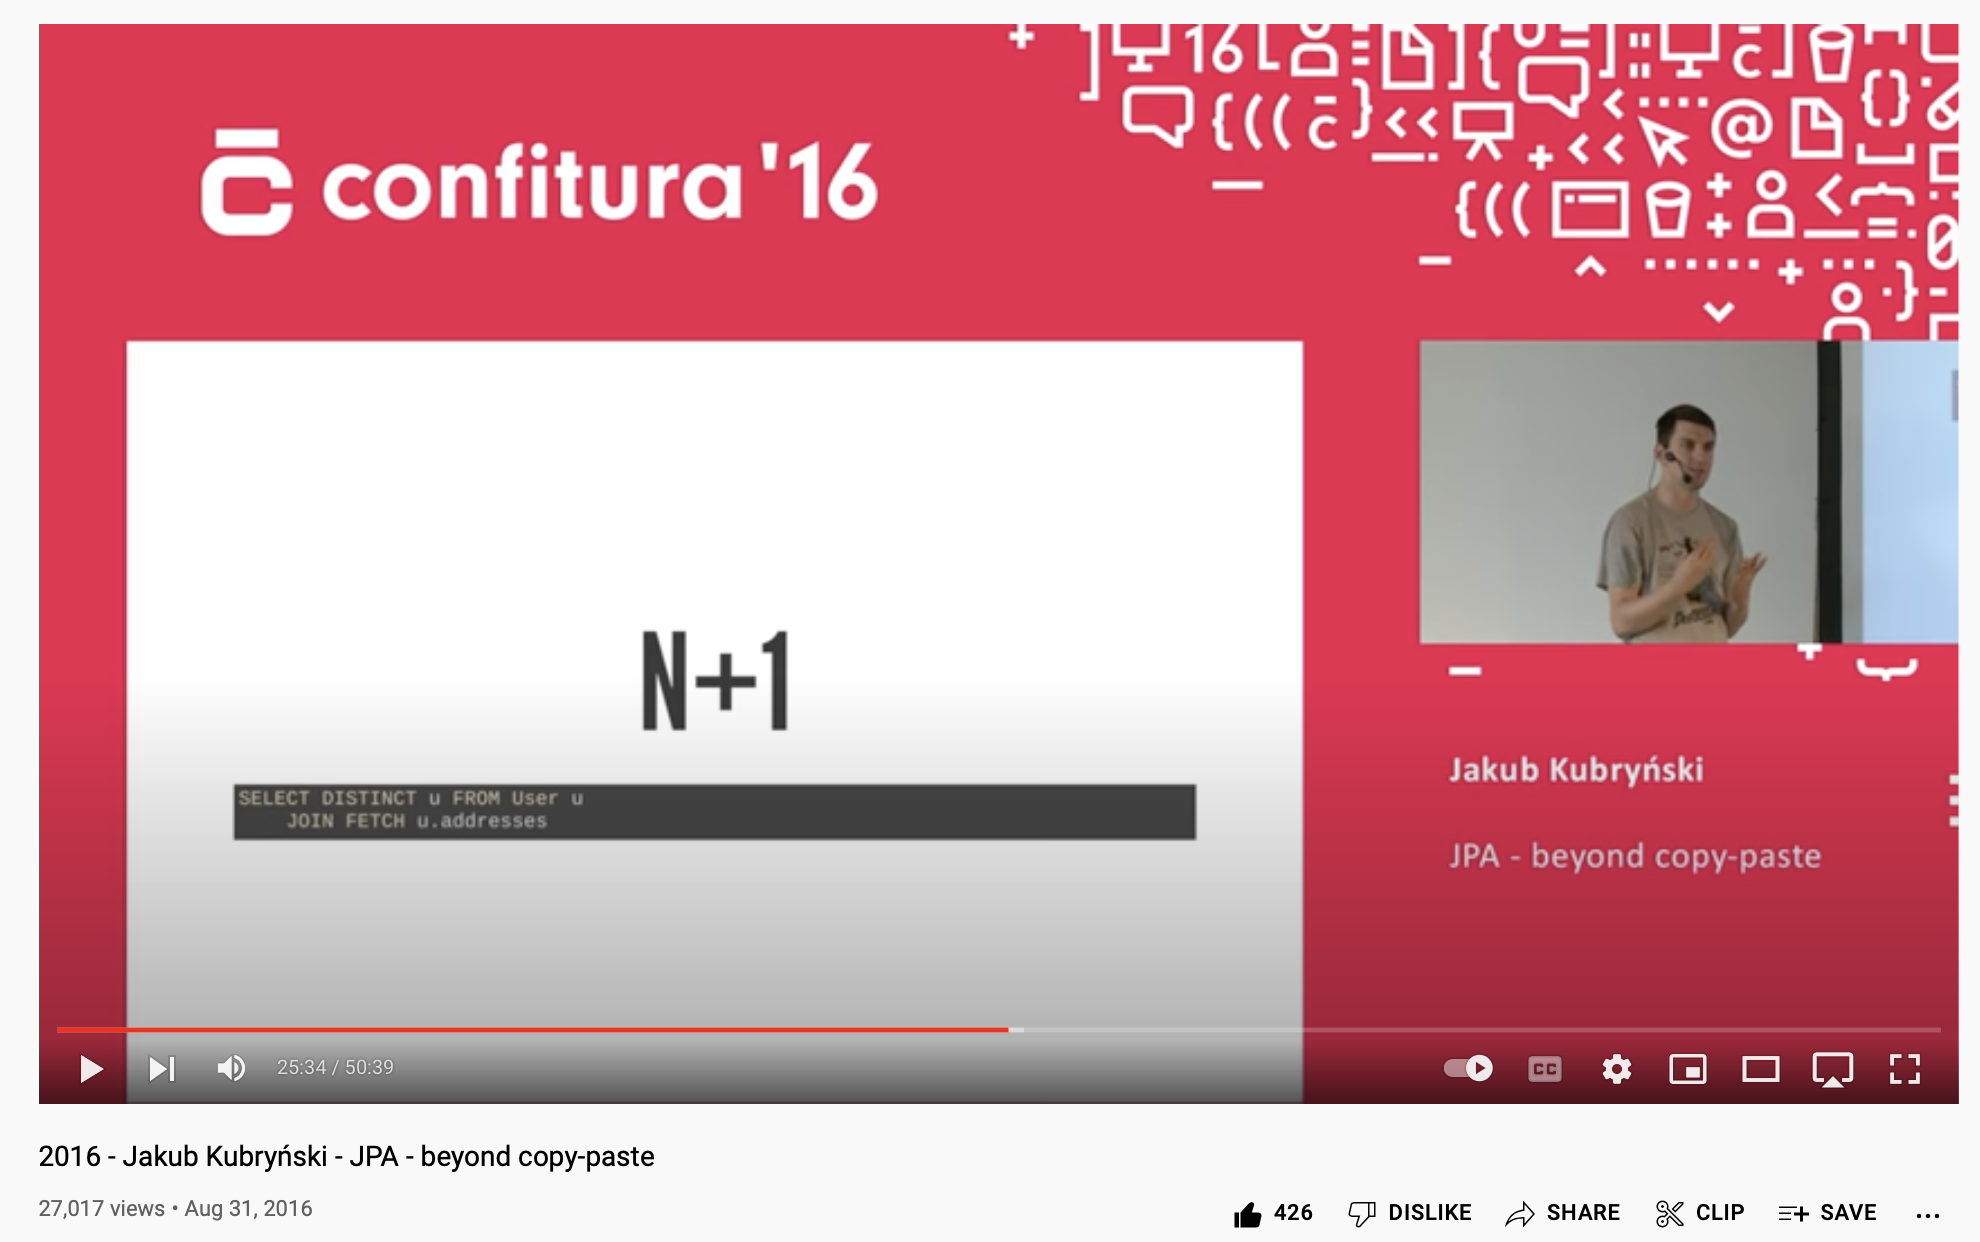 confitura '16
N+1
SELECT DISTINCT u FROM User u
JOIN FETCH u.addresses
Jakub Kubryński
JPA - beyond copy-paste
25:34 / 50:39
CC
2016 - Jakub Kubryński - JPA - beyond copy-paste
27,017 views • Aug 31, 2016
426
DISLIKE
SHARE
CLIP
SAVE